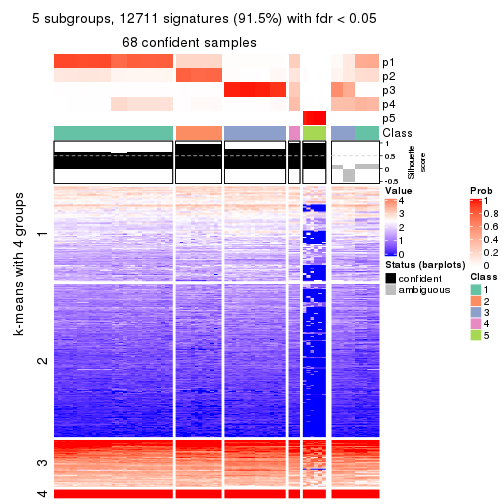 5 subgroups, 12711 signatures (91.5%) with fdr < 0.05
68 confident samples
p1
p2
p3
p4
p5
Class
1
0.5
0
-0.5
Silhouette
score
k-means with 4 groups
1
2
3
4
Value
4
3
2
1
0
Status (barplots)
confident
ambiguous
Prob
1
0.8
0.6
0.4
0.2
0
Class
1
2
3
4
5